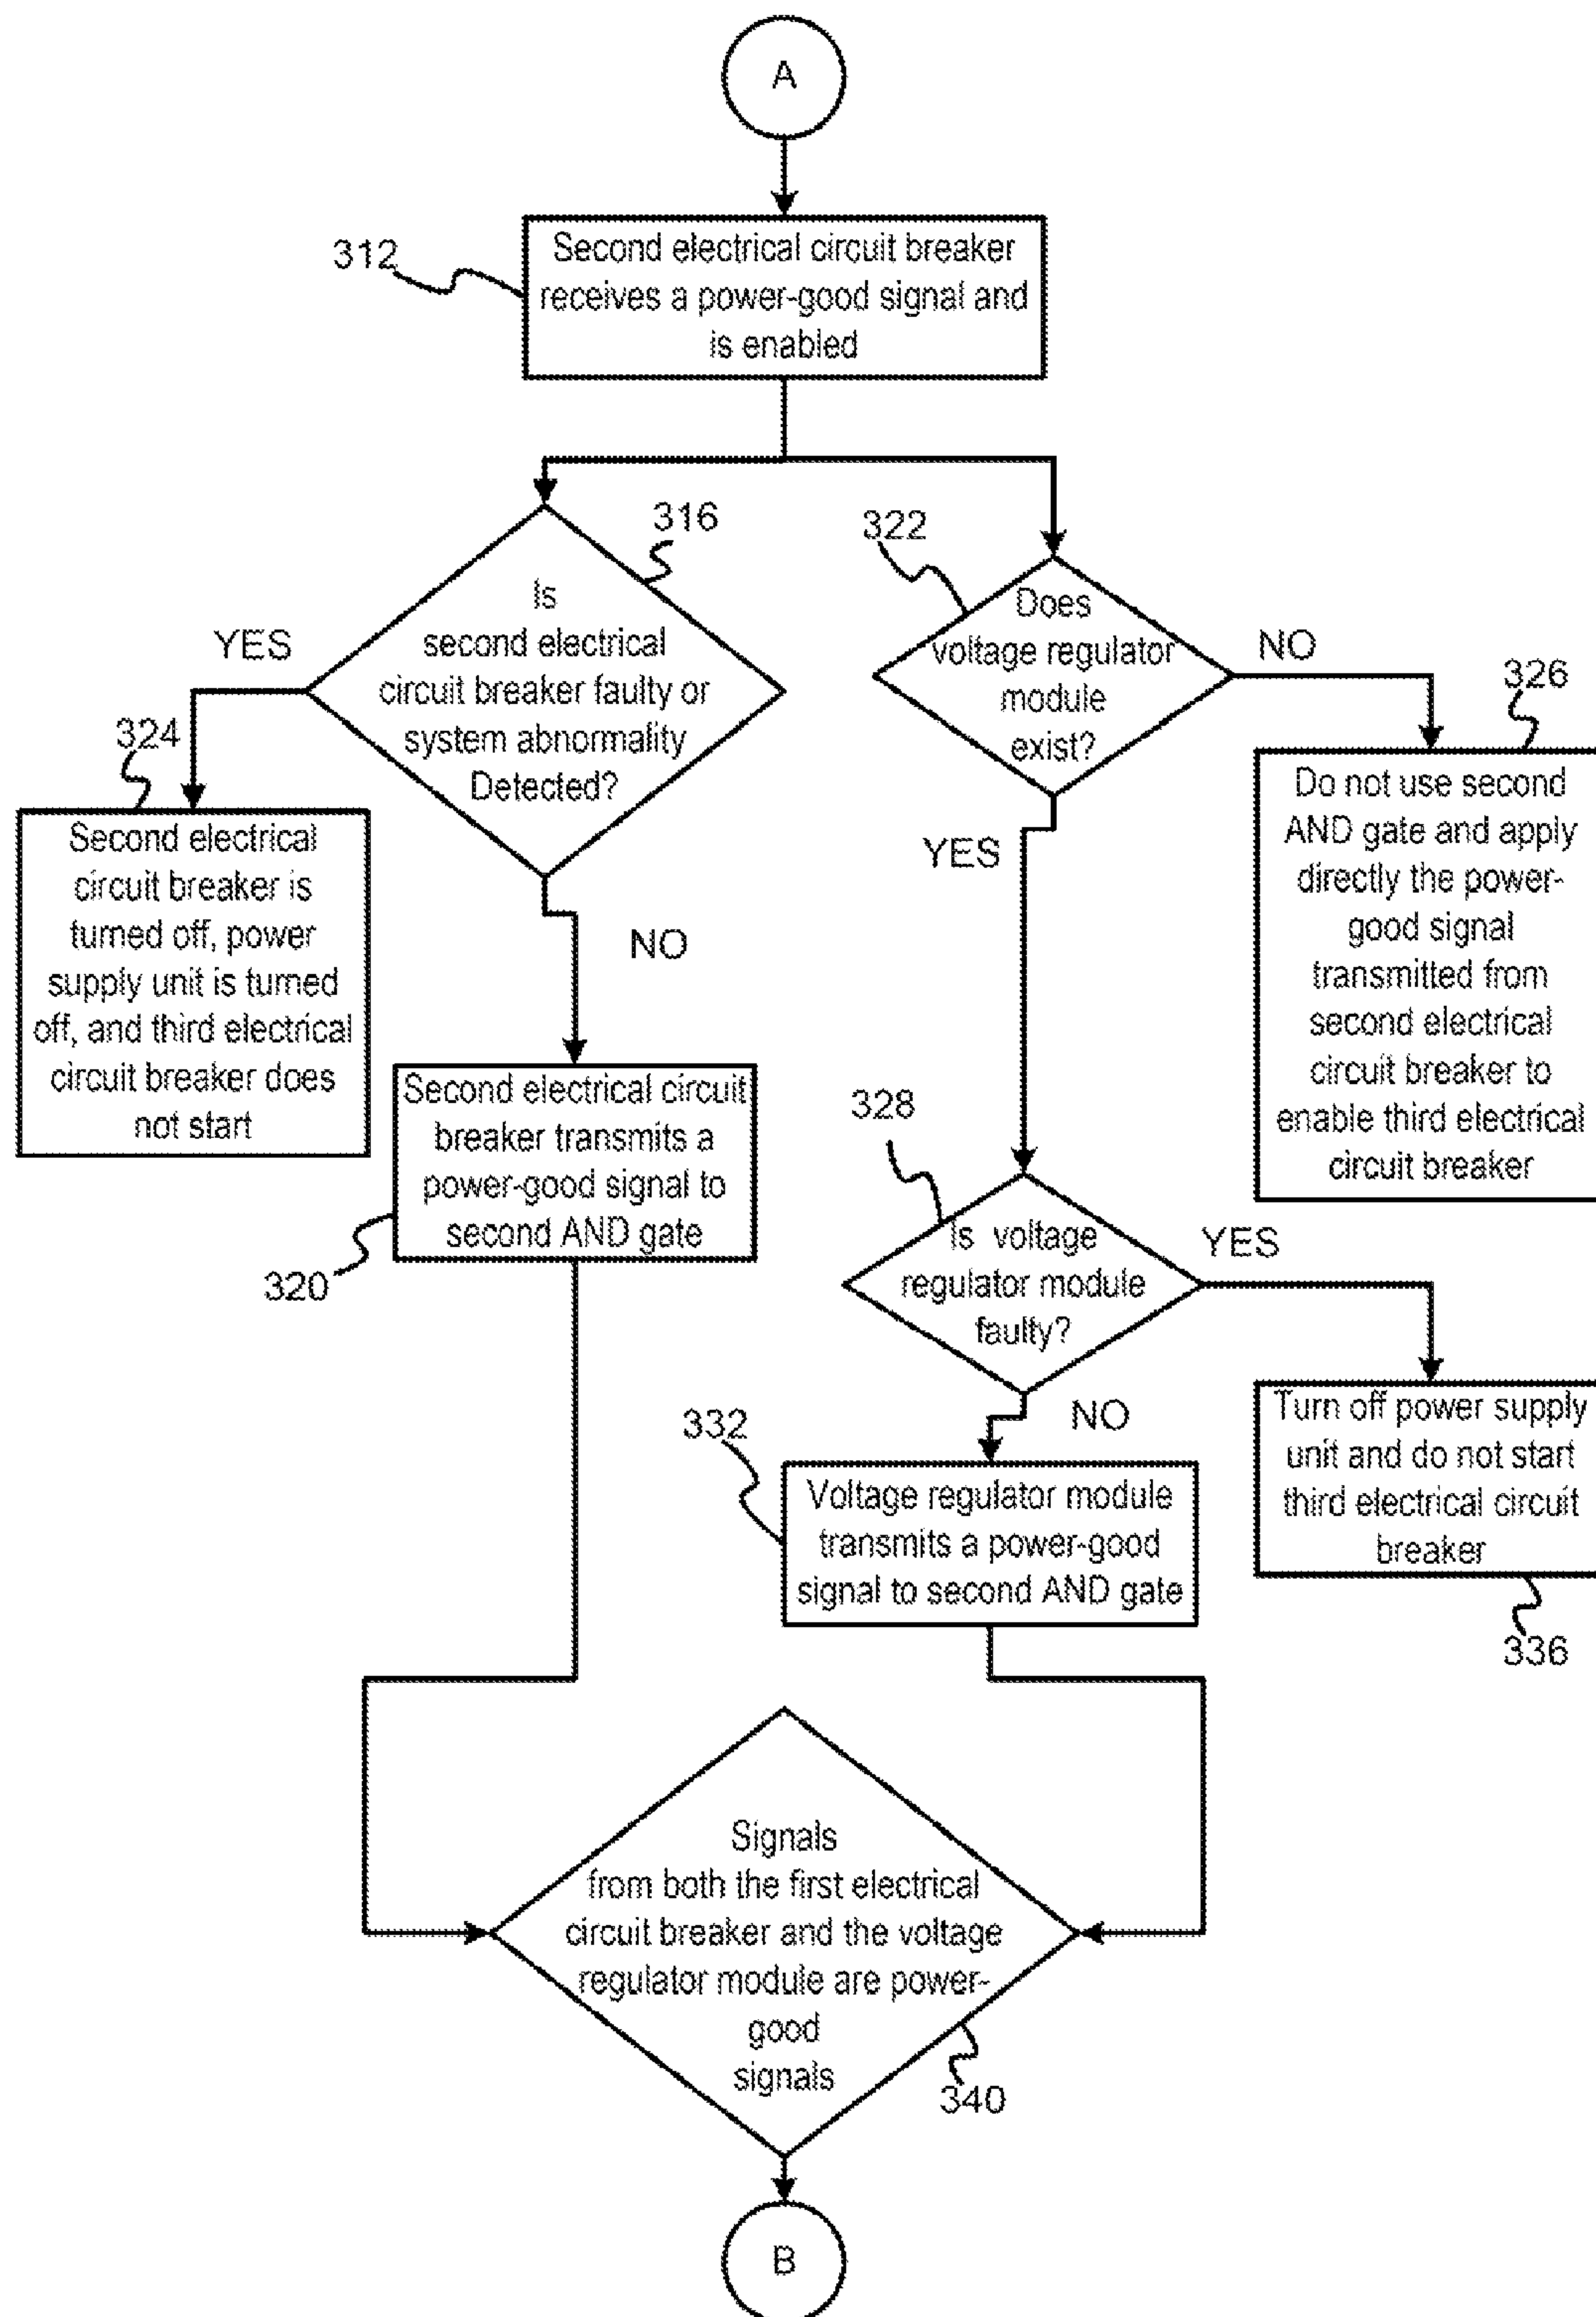 A
312
Second electrical circuit breaker
receives a power-good signal and
is enabled
316
Is
second electrical
circuit breaker faulty or
system abnormality
Detected?
YES
NO
322
Does
voltage regulator
module
exist?
NO
YES
324
Second electrical
circuit breaker is
turned off, power
supply unit is turned
off, and third electrical
circuit breaker does
not start
326
Do not use second
AND gate and apply
directly the power-
good signal
transmitted from
second electrical
circuit breaker to
enable third electrical
circuit breaker
Second electrical circuit
breaker transmits a
power-good signal to
second AND gate
320
328
Is voltage
regulator module
faulty?
YES
NO
332
Voltage regulator module
transmits a power-good
signal to second AND gate
Turn off power supply
unit and do not start
third electrical circuit
breaker
336
Signals
from both the first electrical
circuit breaker and the voltage
regulator module are power-
good
signals
340
B